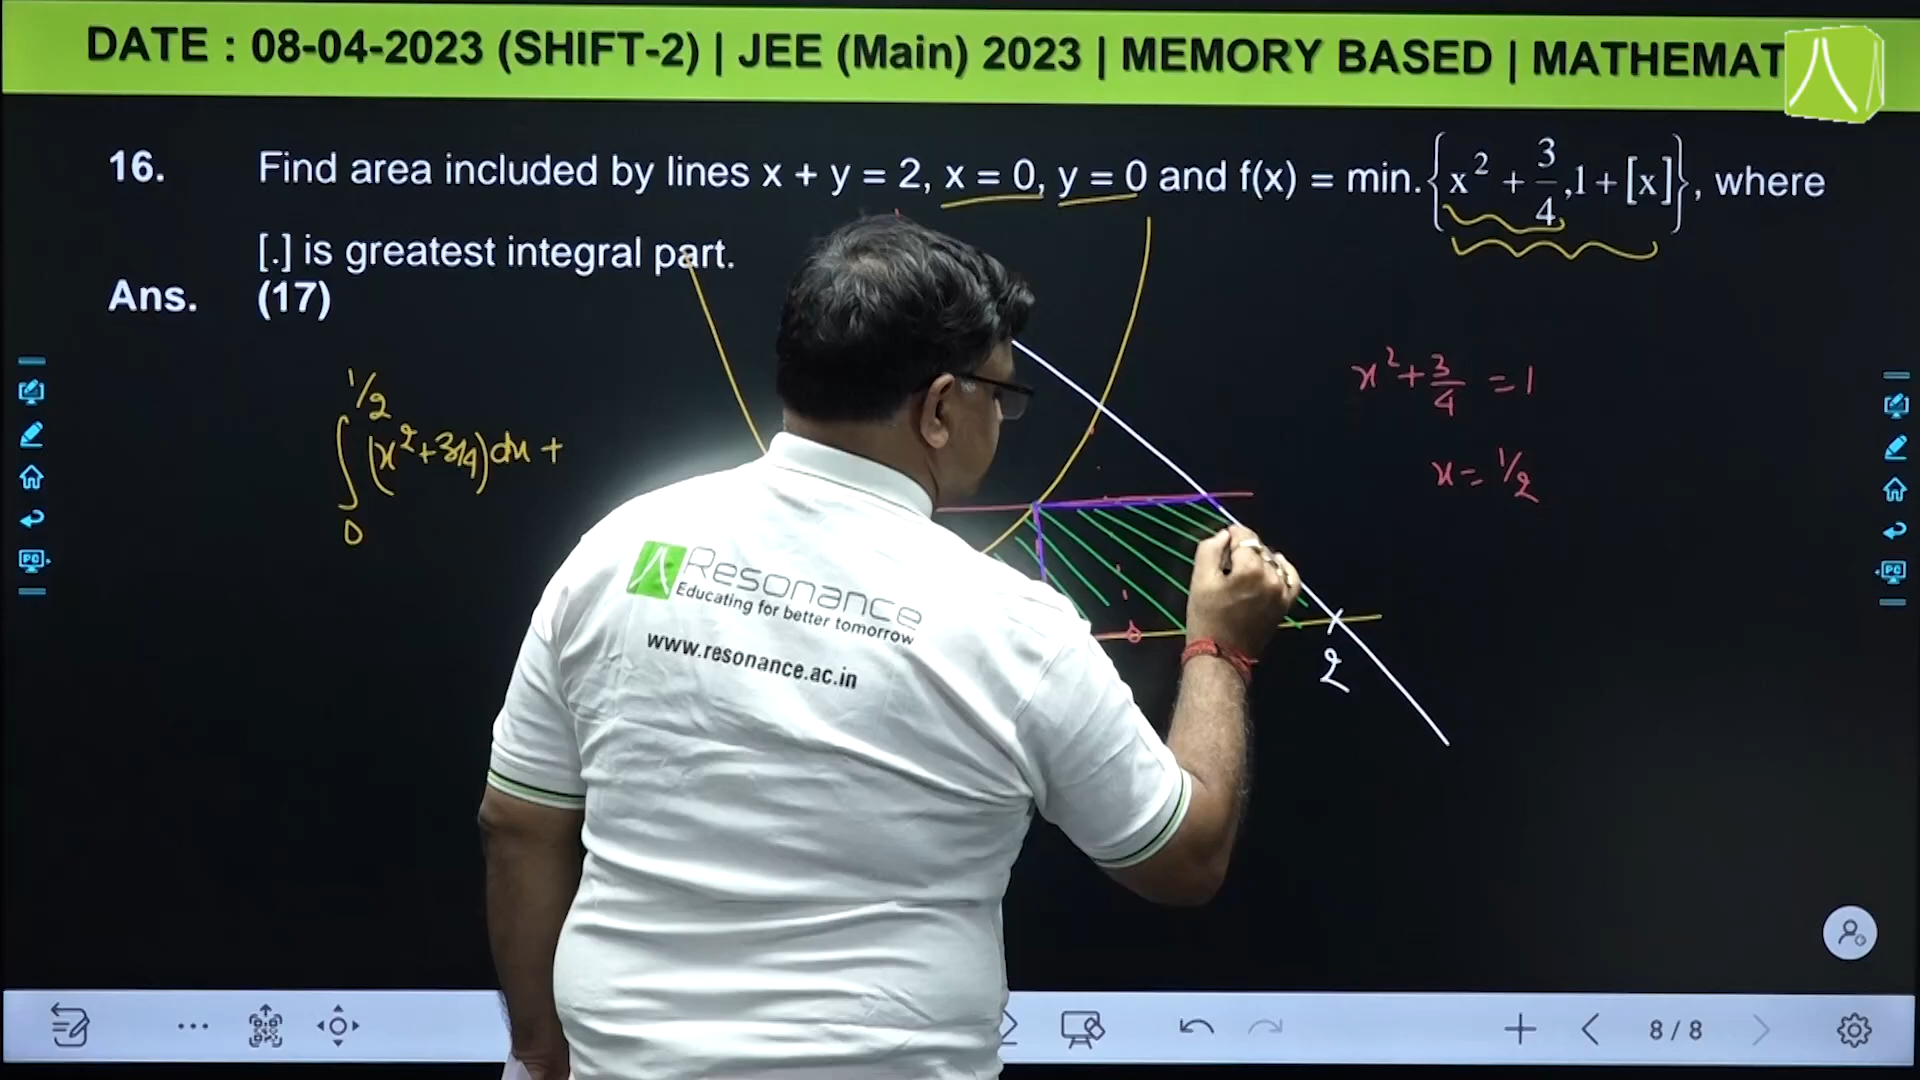 DATE : 08-04-2023 (SHIFT-2) | JEE (Main) 2023 | MEMORY BASED | MATHEMAT
16. Find area included by lines x + y = 2, x = 0, y = 0 and f(x) = min. {x² + 3/4, 1 + [x]}, where
[.] is greatest integral part.
Ans. (17)
∫₀^{1/2} (x² + 3/4) dx +
x² + 3/4 = 1
x = 1/2
2
Resonance
Educating for better tomorrow
www.resonance.ac.in
PC
PC
8 / 8